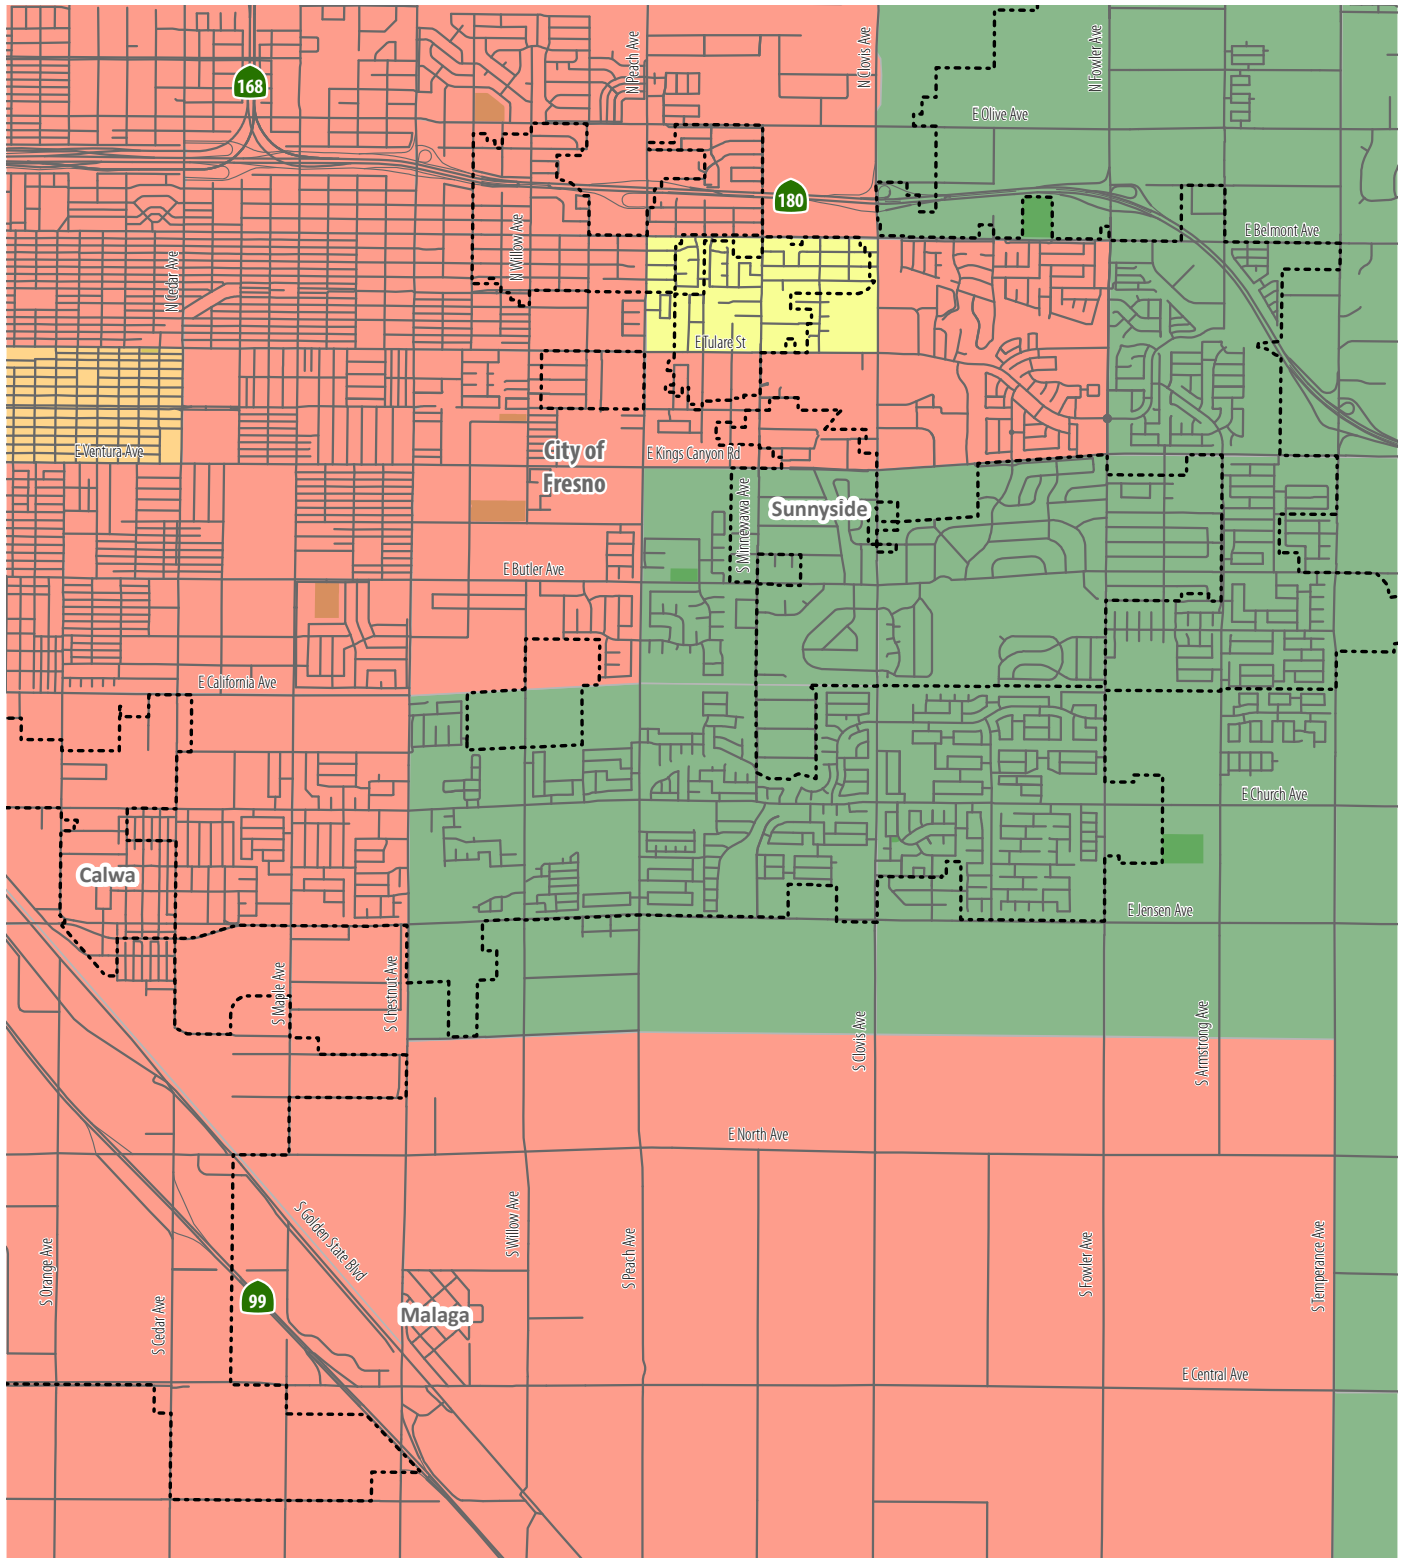 N Peach Ave
N Clovis Ave
N Fowler Ave
168
E Olive Ave
180
N Willow Ave
E Belmont Ave
N Cedar Ave
E Tulare St
E Ventura Ave
City of
Fresno
E Kings Canyon Rd
S Minnewawa Ave
Sunnyside
E Butler Ave
E California Ave
E Church Ave
Calwa
E Jensen Ave
S Maple Ave
S Chestnut Ave
S Clovis Ave
S Armstrong Ave
E North Ave
S Golden State Blvd
S Willow Ave
S Peach Ave
S Orange Ave
S Fowler Ave
S Temperance Ave
99
Malaga
S Cedar Ave
E Central Ave